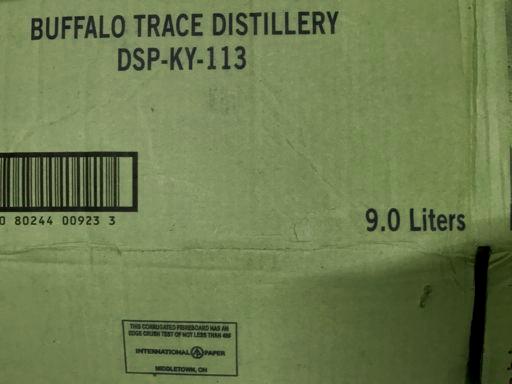 BUFFALO TRACE DISTILLERY
DSP-KY-113
0 80244 00923 3
9.0 Liters
THIS CORRUGATED FIBREBOARD HAS AN
EDGE CRUSH TEST OF NOT LESS THAN
INTERNATIONAL PAPER
MIDDLETOWN, OH